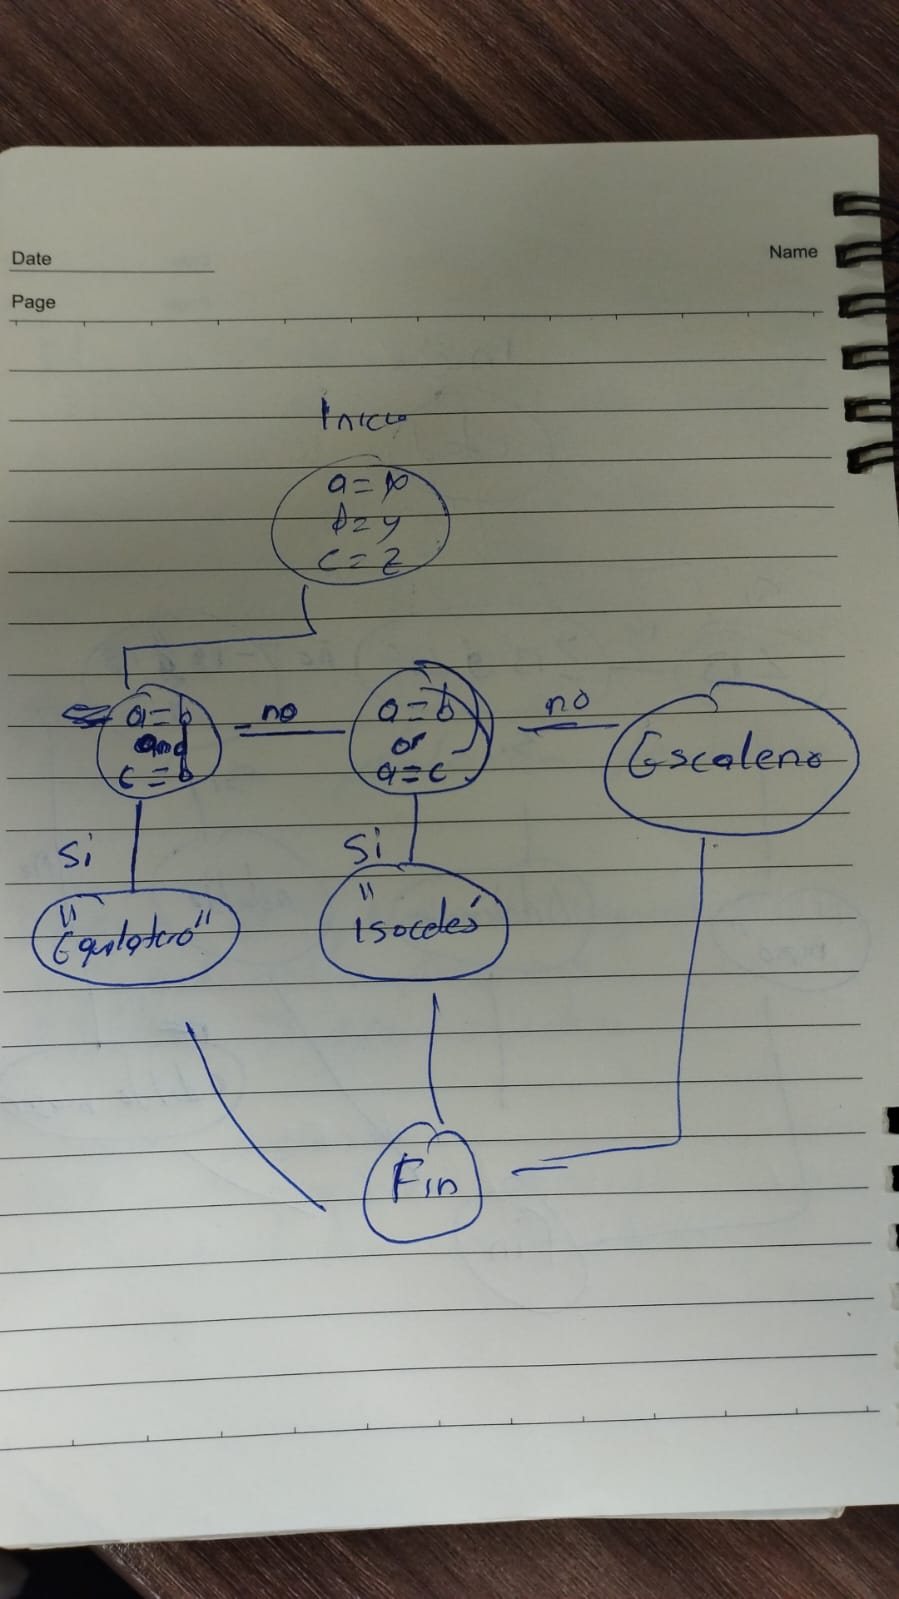 Date
Name
Page
Inicio
a = x
b = y
c = z
a = b
and
c = b
no
a = b
or
a = c
no
Escaleno
Si
Si
"Equilatero"
"Isoceles"
Fin